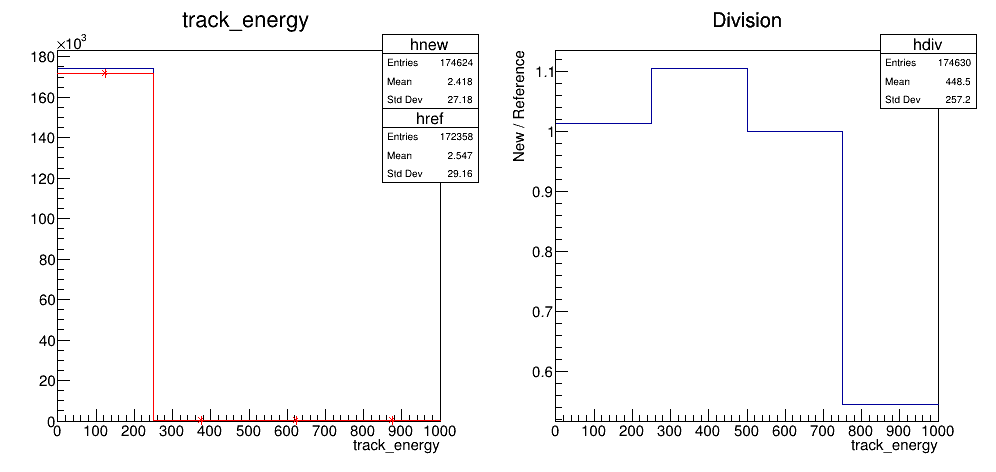 track_energy
×10³
180
160
140
120
100
80
60
40
20
0
0 100 200 300 400 500 600 700 800 900 1000
track_energy
hnew
Entries 174624
Mean 2.418
Std Dev 27.18
href
Entries 172358
Mean 2.547
Std Dev 29.16
Division
New / Reference
1.1
1
0.9
0.8
0.7
0.6
0 100 200 300 400 500 600 700 800 900 1000
track_energy
hdiv
Entries 174630
Mean 448.5
Std Dev 257.2